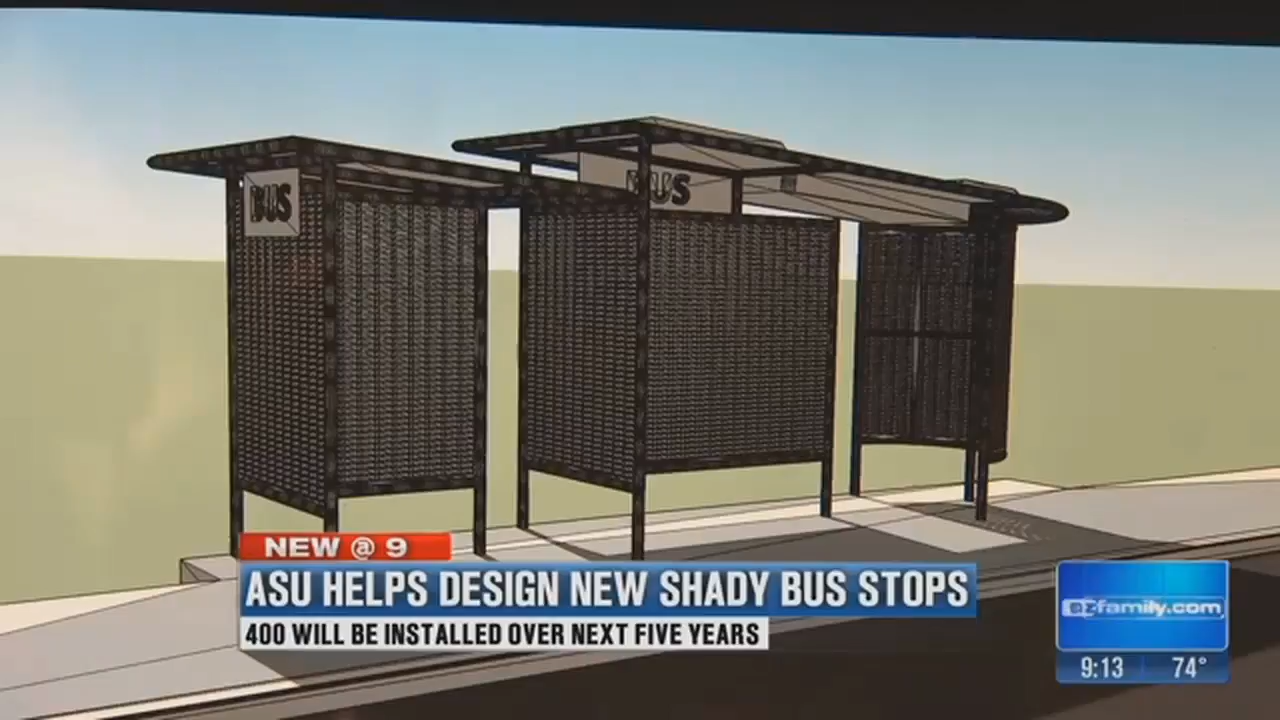 BUS
BUS
NEW @ 9
ASU HELPS DESIGN NEW SHADY BUS STOPS
400 WILL BE INSTALLED OVER NEXT FIVE YEARS
azfamily.com
9:13 74°